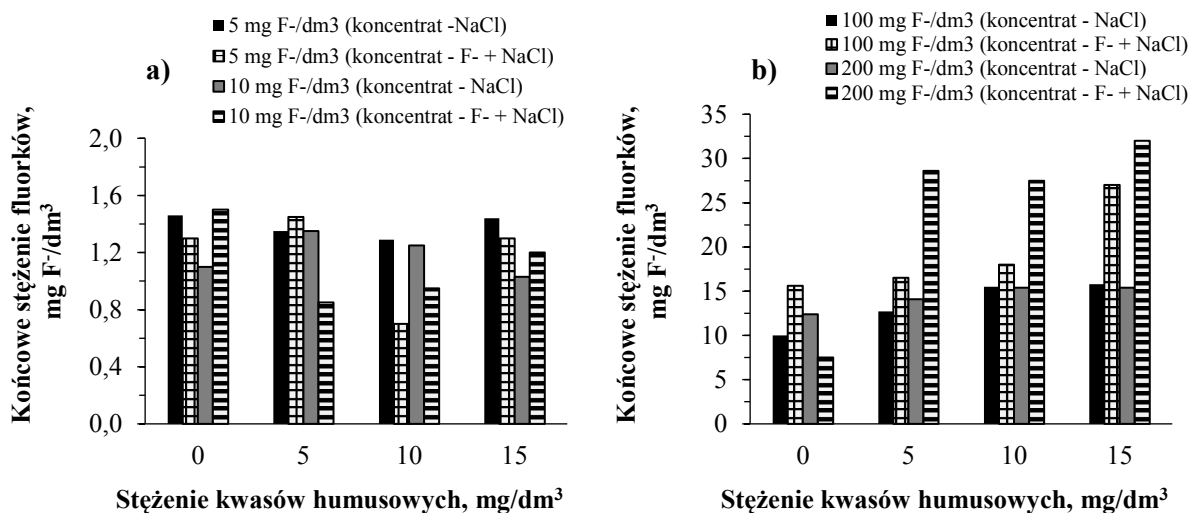 a)
5 mg F-/dm3 (koncentrat -NaCl)
5 mg F-/dm3 (koncentrat - F- + NaCl)
10 mg F-/dm3 (koncentrat - NaCl)
10 mg F-/dm3 (koncentrat - F- + NaCl)
Końcowe stężenie fluorków,
mg F⁻/dm³
2,0
1,6
1,2
0,8
0,4
0,0
0 5 10 15
Stężenie kwasów humusowych, mg/dm³
b)
100 mg F-/dm3 (koncentrat - NaCl)
100 mg F-/dm3 (koncentrat - F- + NaCl)
200 mg F-/dm3 (koncentrat - NaCl)
200 mg F-/dm3 (koncentrat - F- + NaCl)
Końcowe stężenie fluorków,
mg F⁻/dm³
35
30
25
20
15
10
5
0
0 5 10 15
Stężenie kwasów humusowych, mg/dm³